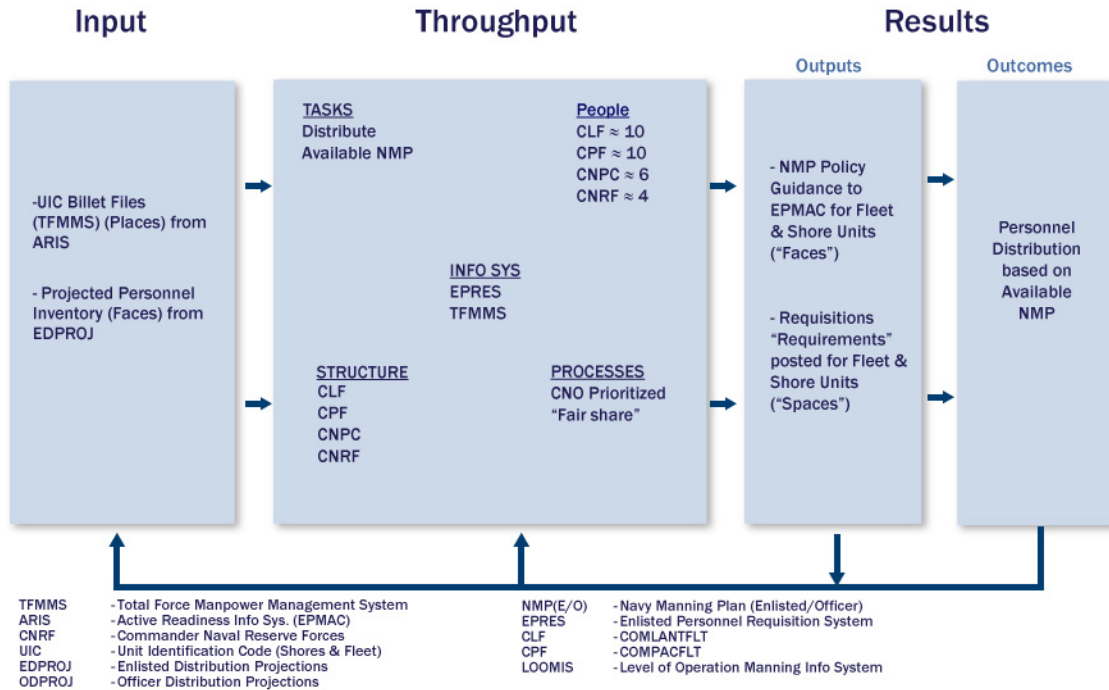 Input
Throughput
Results
Outputs
Outcomes
-UIC Billet Files
(TFMMS) (Places) from
ARIS
- Projected Personnel
Inventory (Faces) from
EDPROJ
TASKS
Distribute
Available NMP
People
CLF ≈ 10
CPF ≈ 10
CNPC ≈ 6
CNRF ≈ 4
INFO SYS
EPRES
TFMMS
STRUCTURE
CLF
CPF
CNPC
CNRF
PROCESSES
CNO Prioritized
“Fair share”
- NMP Policy
Guidance to
EPMAC for Fleet
& Shore Units
(“Faces”)
- Requisitions
“Requirements”
posted for Fleet &
Shore Units
(“Spaces”)
Personnel
Distribution
based on
Available
NMP
TFMMS - Total Force Manpower Management System
ARIS - Active Readiness Info Sys. (EPMAC)
CNRF - Commander Naval Reserve Forces
UIC - Unit Identification Code (Shores & Fleet)
EDPROJ - Enlisted Distribution Projections
ODPROJ - Officer Distribution Projections
NMP(E/O) - Navy Manning Plan (Enlisted/Officer)
EPRES - Enlisted Personnel Requisition System
CLF - COMLANTFLT
CPF - COMPACFLT
LOOMIS - Level of Operation Manning Info System